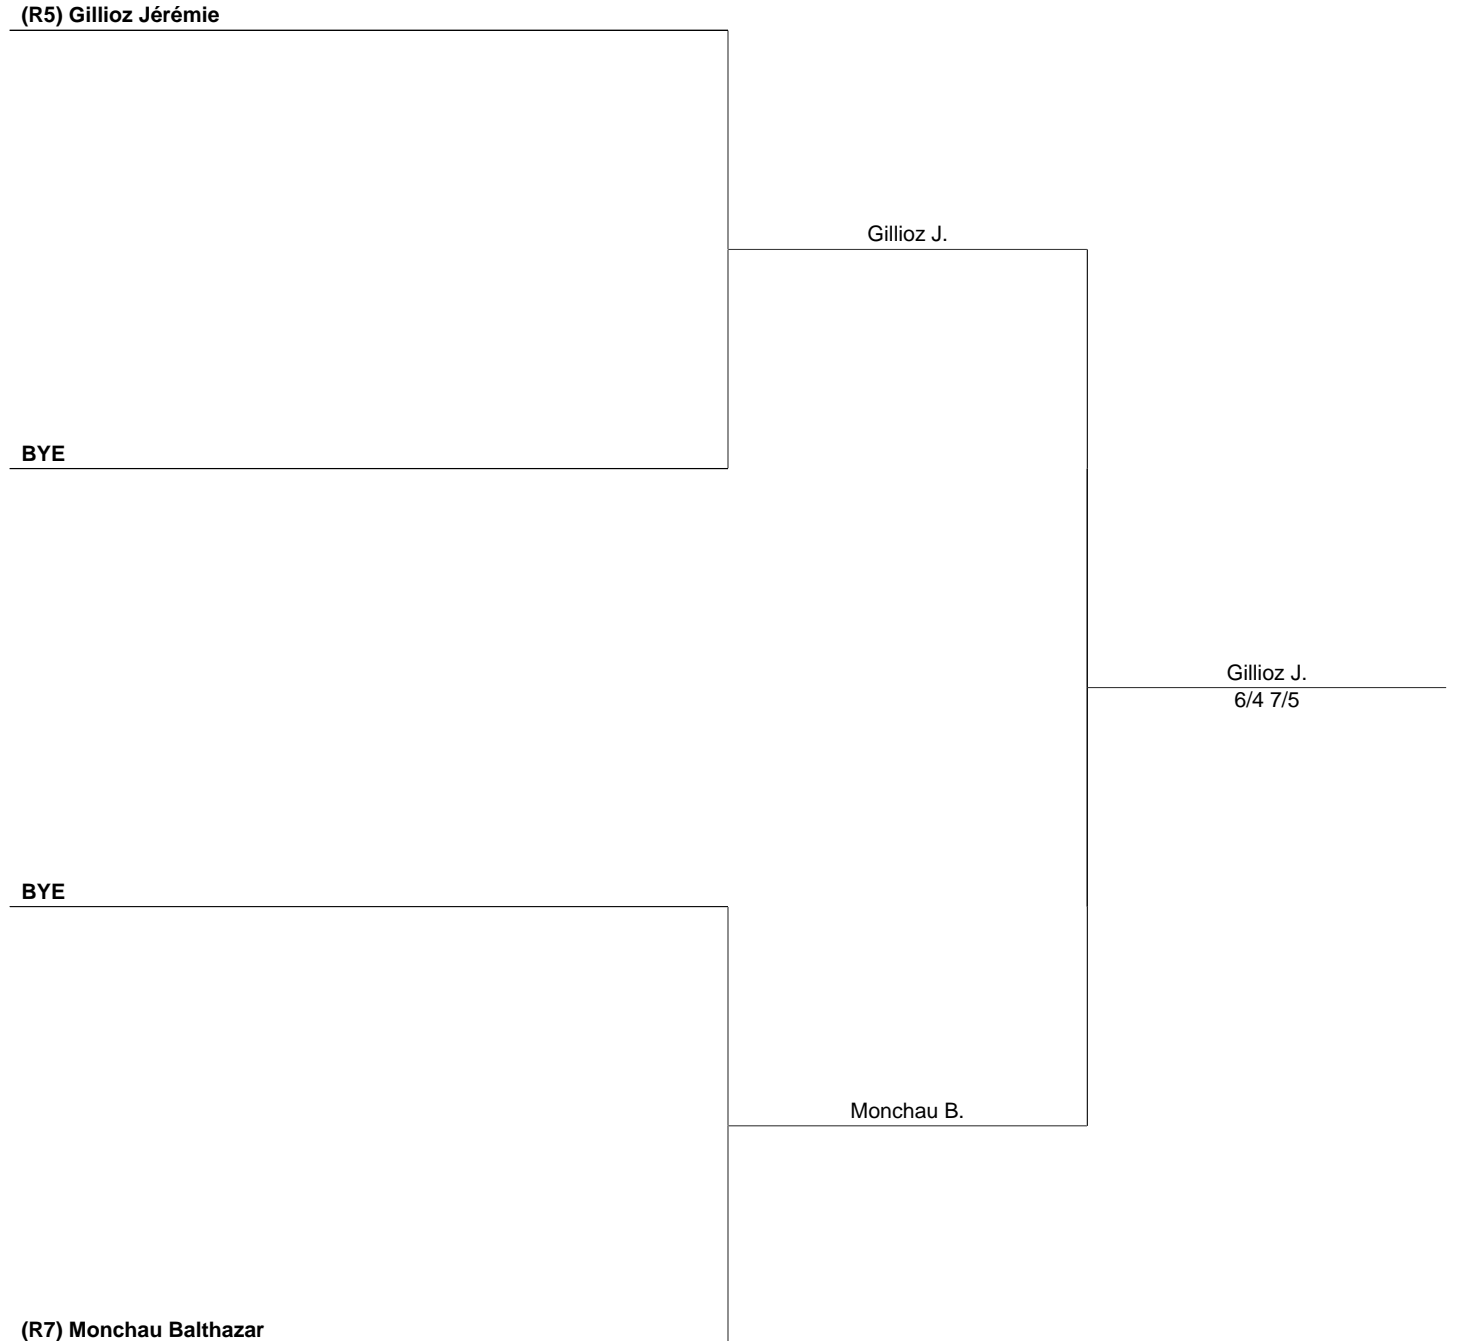 (R5) Gillioz Jérémie
Gillioz J.
BYE
Gillioz J.
6/4 7/5
BYE
Monchau B.
(R7) Monchau Balthazar